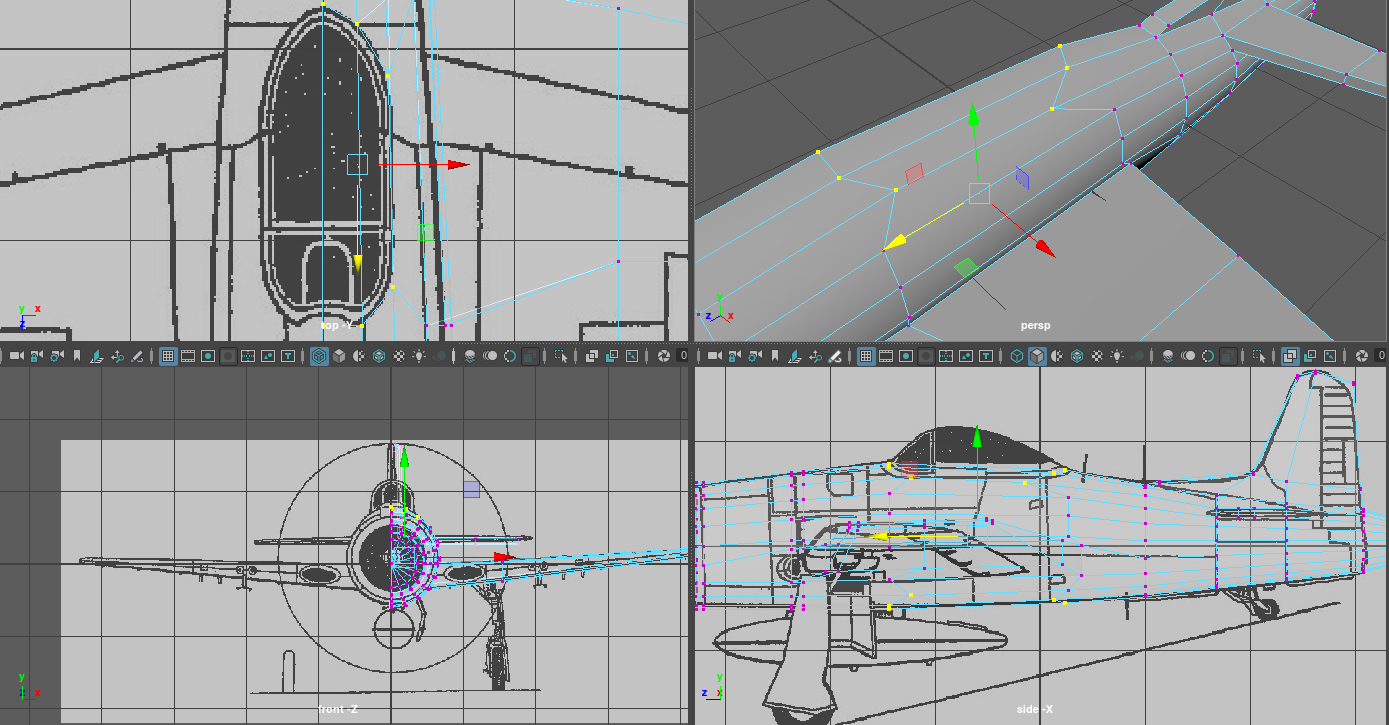 top -Y
y x
z
persp
y
z x
0
0
front -Z
y
z x
side -X
y
z x